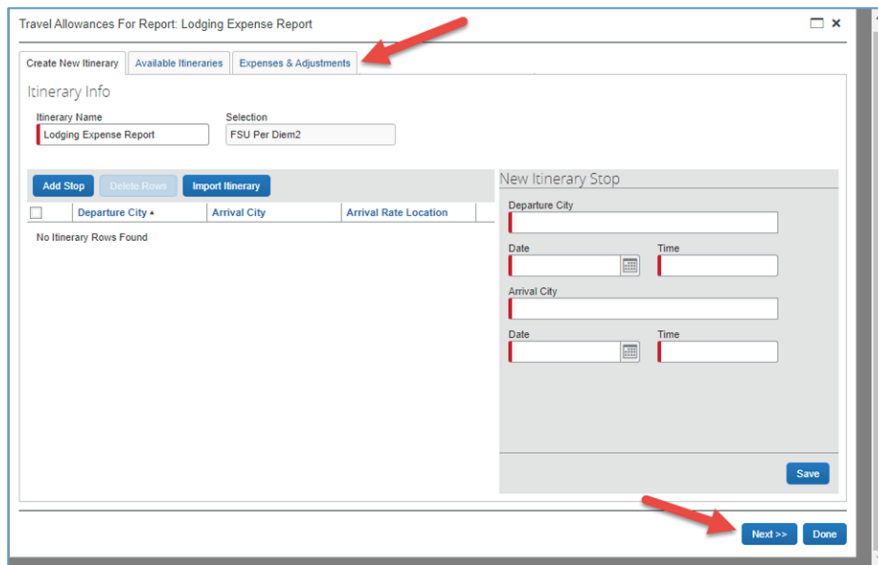 Travel Allowances For Report: Lodging Expense Report
Create New Itinerary Available Itineraries Expenses & Adjustments
Itinerary Info
Itinerary Name Selection
Lodging Expense Report FSU Per Diem2
Add Stop Delete Rows Import Itinerary
Departure City Arrival City Arrival Rate Location
No Itinerary Rows Found
New Itinerary Stop
Departure City
Date Time
Arrival City
Date Time
Save
Next >> Done